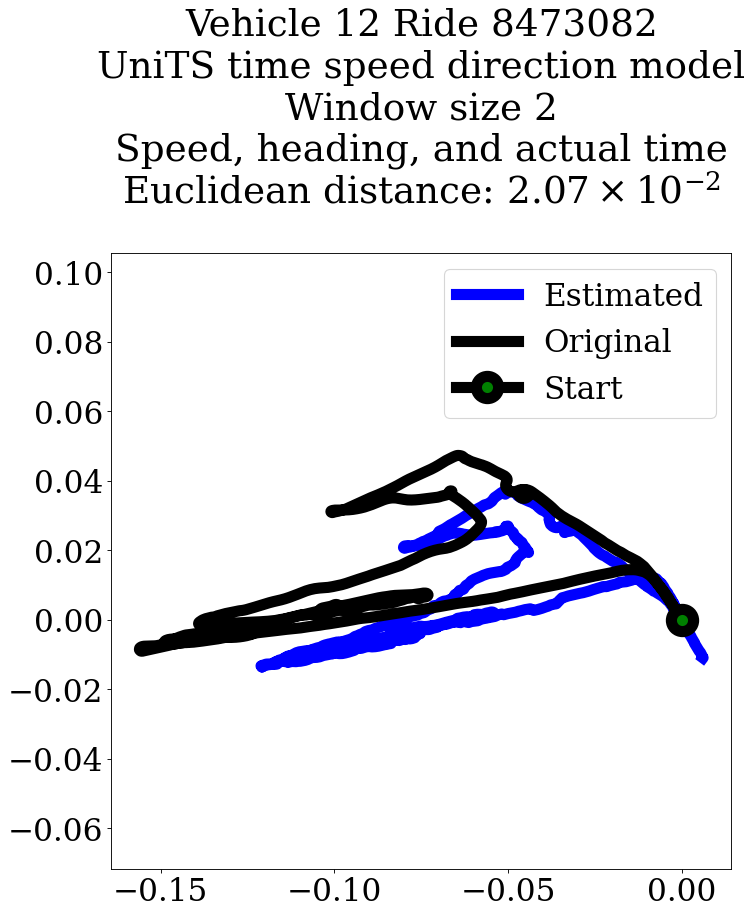 Vehicle 12 Ride 8473082
UniTS time speed direction model
Window size 2
Speed, heading, and actual time
Euclidean distance: 2.07 × 10⁻²
Estimated
Original
Start
0.10
0.08
0.06
0.04
0.02
0.00
−0.02
−0.04
−0.06
−0.15
−0.10
−0.05
0.00